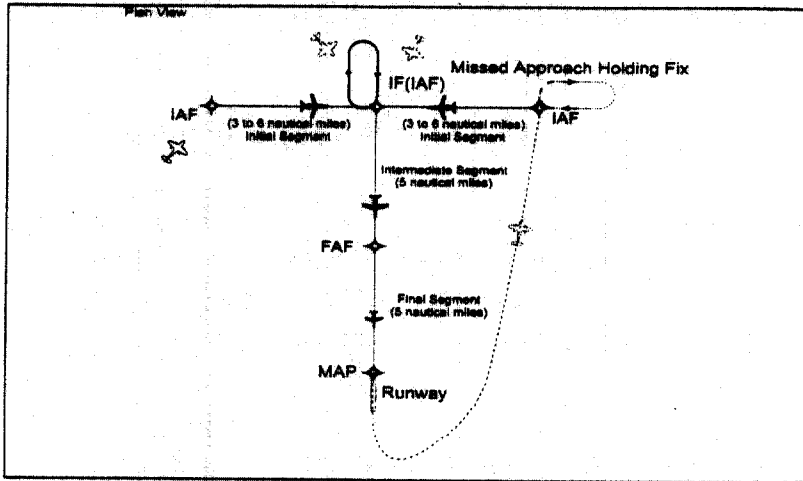 Plan View
Missed Approach Holding Fix
IF(IAF)
IAF
IAF
(3 to 6 nautical miles)
Initial Segment
(3 to 6 nautical miles)
Initial Segment
Intermediate Segment
(5 nautical miles)
FAF
Final Segment
(5 nautical miles)
MAP
Runway